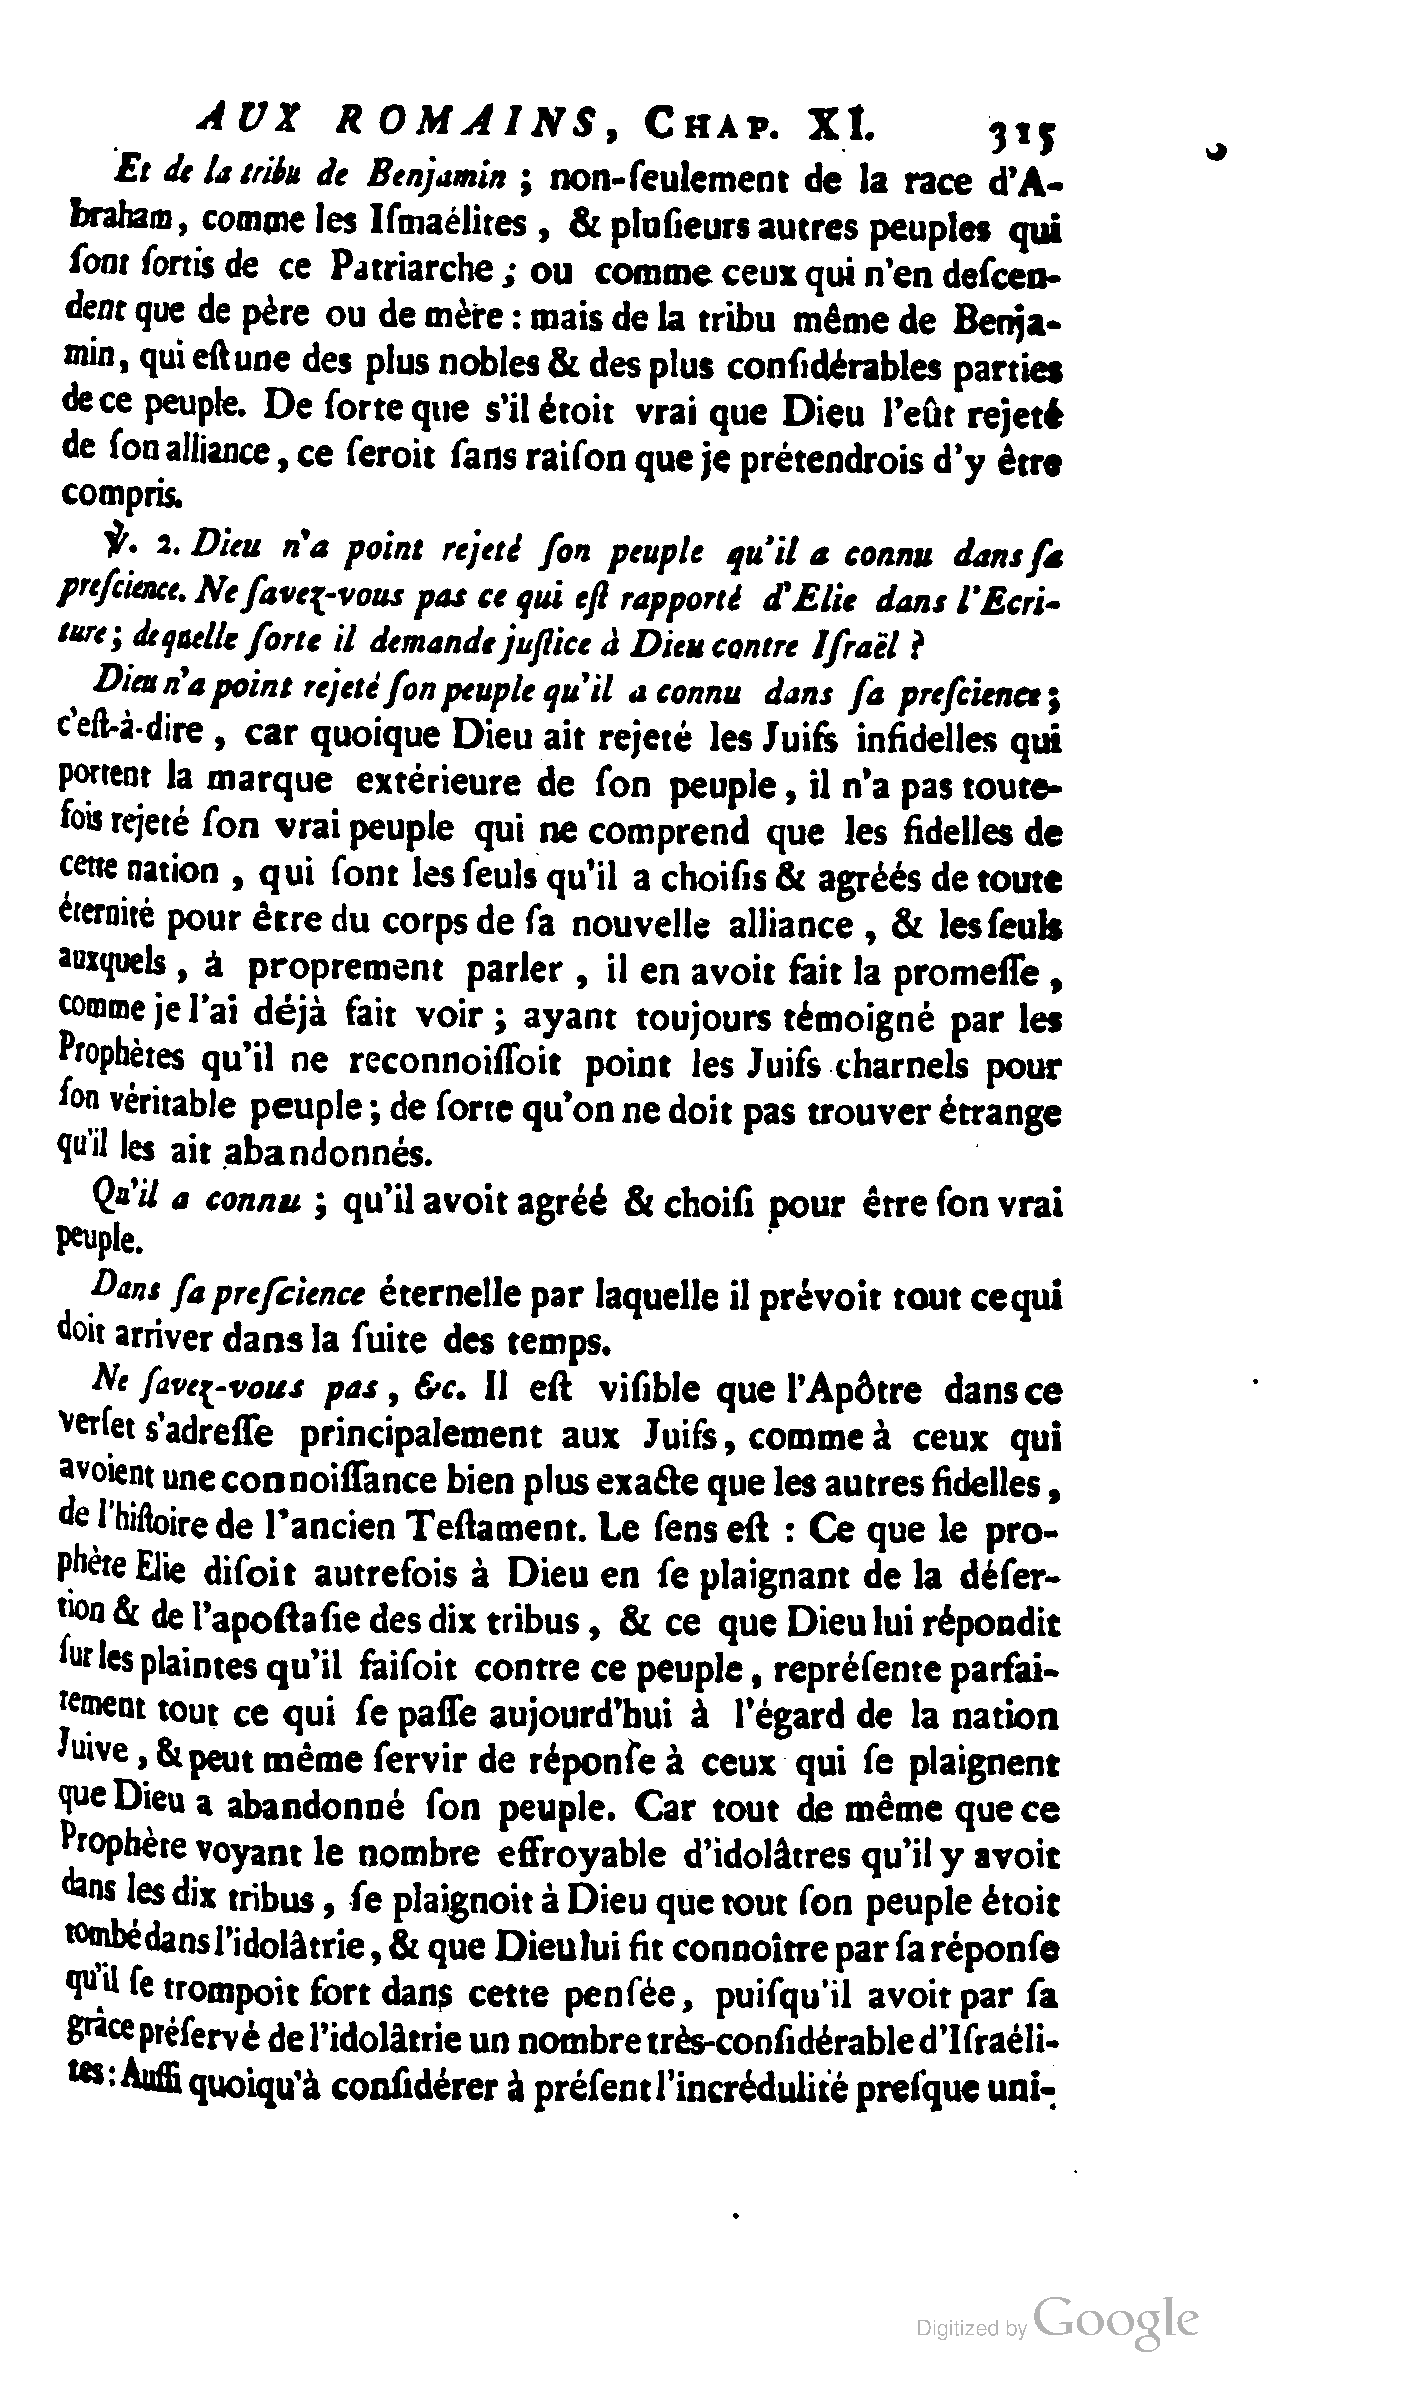 AUX ROMAINS, CHAP. XI. 315
Et de la tribu de Benjamin ; non-ſeulement de la race d'A-
braham, comme les Iſmaélites, & pluſieurs autres peuples qui
ſont ſortis de ce Patriarche ; ou comme ceux qui n'en deſcen-
dent que de père ou de mère : mais de la tribu même de Benja-
min, qui eſt une des plus nobles & des plus conſidérables parties
de ce peuple. De ſorte que s'il étoit vrai que Dieu l'eût rejeté
de ſon alliance, ce ſeroit ſans raiſon que je prétendrois d'y être
compris.
℣. 2. Dieu n'a point rejeté ſon peuple qu'il a connu dans ſa
preſcience. Ne ſavez-vous pas ce qui eſt rapporté d'Elie dans l'Ecri-
ture ; de quelle ſorte il demande juſtice à Dieu contre Iſraël ?
Dieu n'a point rejeté ſon peuple qu'il a connu dans ſa preſcience ;
c'eſt-à-dire, car quoique Dieu ait rejeté les Juifs infidelles qui
portent la marque extérieure de ſon peuple, il n'a pas toute-
fois rejeté ſon vrai peuple qui ne comprend que les fidelles de
cette nation, qui ſont les ſeuls qu'il a choiſis & agréés de toute
éternité pour être du corps de ſa nouvelle alliance, & les ſeuls
auxquels, à proprement parler, il en avoit fait la promeſſe,
comme je l'ai déjà fait voir ; ayant toujours témoigné par les
Prophètes qu'il ne reconnoiſſoit point les Juifs charnels pour
ſon véritable peuple ; de ſorte qu'on ne doit pas trouver étrange
qu'il les ait abandonnés.
Qu'il a connu ; qu'il avoit agréé & choiſi pour être ſon vrai
peuple.
Dans ſa preſcience éternelle par laquelle il prévoit tout ce qui
doit arriver dans la ſuite des temps.
Ne ſavez-vous pas, &c. Il eſt viſible que l'Apôtre dans ce
verſet s'adreſſe principalement aux Juifs, comme à ceux qui
avoient une connoiſſance bien plus exacte que les autres fidelles,
de l'hiſtoire de l'ancien Teſtament. Le ſens eſt : Ce que le pro-
phète Elie diſoit autrefois à Dieu en ſe plaignant de la déſer-
tion & de l'apoſtaſie des dix tribus, & ce que Dieu lui répondit
ſur les plaintes qu'il faiſoit contre ce peuple, repréſente parfai-
tement tout ce qui ſe paſſe aujourd'hui à l'égard de la nation
Juive, & peut même ſervir de réponſe à ceux qui ſe plaignent
que Dieu a abandonné ſon peuple. Car tout de même que ce
Prophète voyant le nombre effroyable d'idolâtres qu'il y avoit
dans les dix tribus, ſe plaignoit à Dieu que tout ſon peuple étoit
tombé dans l'idolâtrie, & que Dieu lui fit connoître par ſa réponſe
qu'il ſe trompoit fort dans cette penſée, puiſqu'il avoit par ſa
grâce préſervé de l'idolâtrie un nombre très-conſidérable d'Iſraéli-
tes : Auſſi quoiqu'à conſidérer à préſent l'incrédulité preſque uni-
Digitized by Google